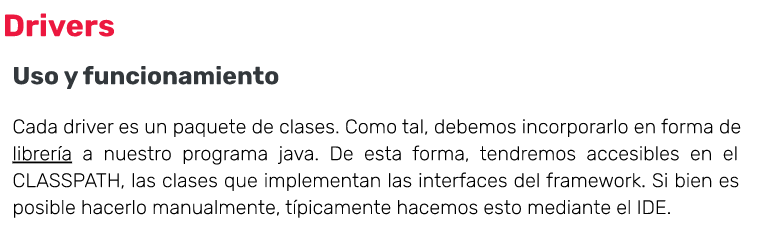 Drivers
Uso y funcionamiento
Cada driver es un paquete de clases. Como tal, debemos incorporarlo en forma de
librería a nuestro programa java. De esta forma, tendremos accesibles en el
CLASSPATH, las clases que implementan las interfaces del framework. Si bien es
posible hacerlo manualmente, típicamente hacemos esto mediante el IDE.